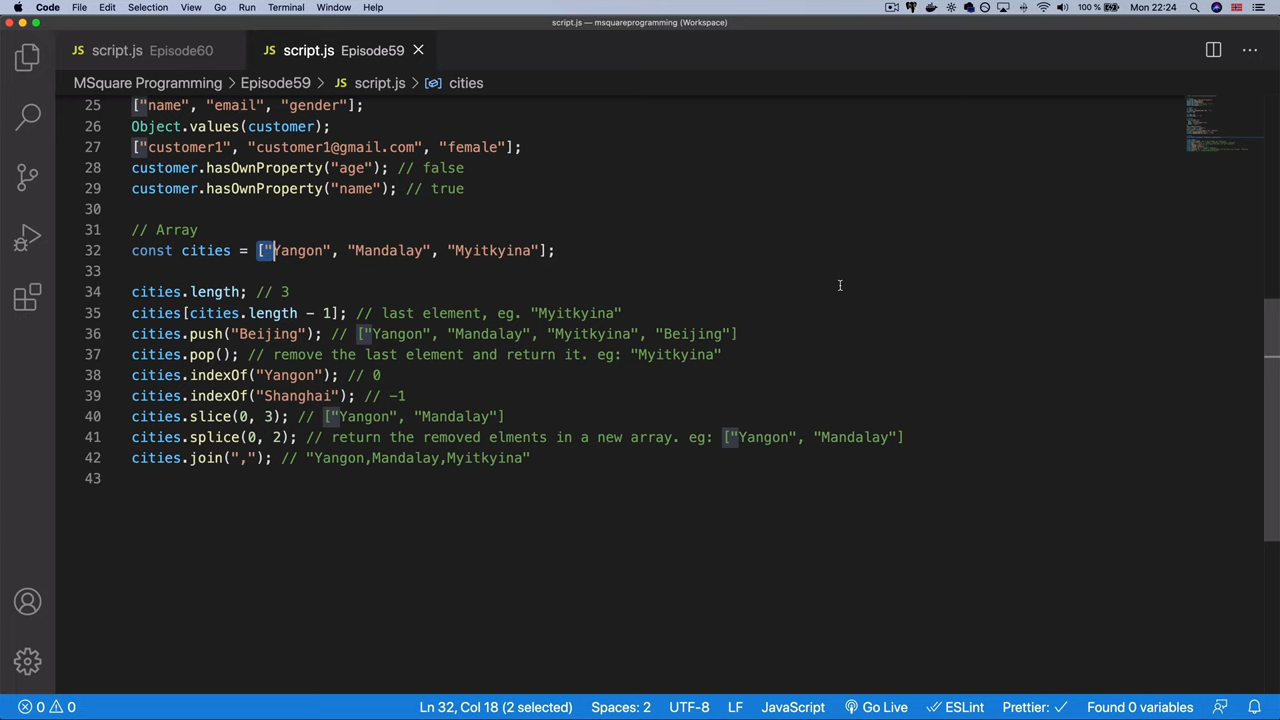 Code File Edit Selection View Go Run Terminal Window Help 100 % Mon 22:24
script.js — msquareprogramming (Workspace)
JS script.js Episode60 JS script.js Episode59
MSquare Programming > Episode59 > JS script.js > cities
25 ["name", "email", "gender"];
26 Object.values(customer);
27 ["customer1", "customer1@gmail.com", "female"];
28 customer.hasOwnProperty("age"); // false
29 customer.hasOwnProperty("name"); // true
30
31 // Array
32 const cities = ["Yangon", "Mandalay", "Myitkyina"];
33
34 cities.length; // 3
35 cities[cities.length - 1]; // last element, eg. "Myitkyina"
36 cities.push("Beijing"); // ["Yangon", "Mandalay", "Myitkyina", "Beijing"]
37 cities.pop(); // remove the last element and return it. eg: "Myitkyina"
38 cities.indexOf("Yangon"); // 0
39 cities.indexOf("Shanghai"); // -1
40 cities.slice(0, 3); // ["Yangon", "Mandalay"]
41 cities.splice(0, 2); // return the removed elments in a new array. eg: ["Yangon", "Mandalay"]
42 cities.join(","); // "Yangon,Mandalay,Myitkyina"
43
0 0 Ln 32, Col 18 (2 selected) Spaces: 2 UTF-8 LF JavaScript Go Live ESLint Prettier: Found 0 variables